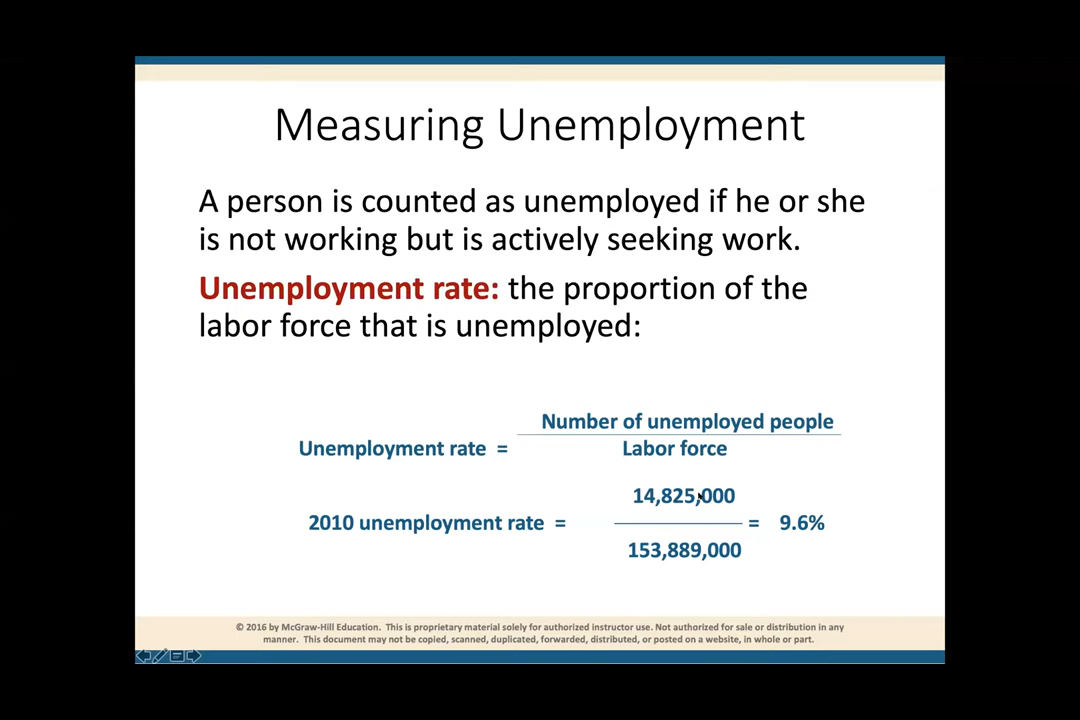 Measuring Unemployment
A person is counted as unemployed if he or she
is not working but is actively seeking work.
Unemployment rate: the proportion of the
labor force that is unemployed:
Number of unemployed people
Unemployment rate =
Labor force
14,825,000
2010 unemployment rate = = 9.6%
153,889,000
© 2016 by McGraw-Hill Education. This is proprietary material solely for authorized instructor use. Not authorized for sale or distribution in any
manner. This document may not be copied, scanned, duplicated, forwarded, distributed, or posted on a website, in whole or part.